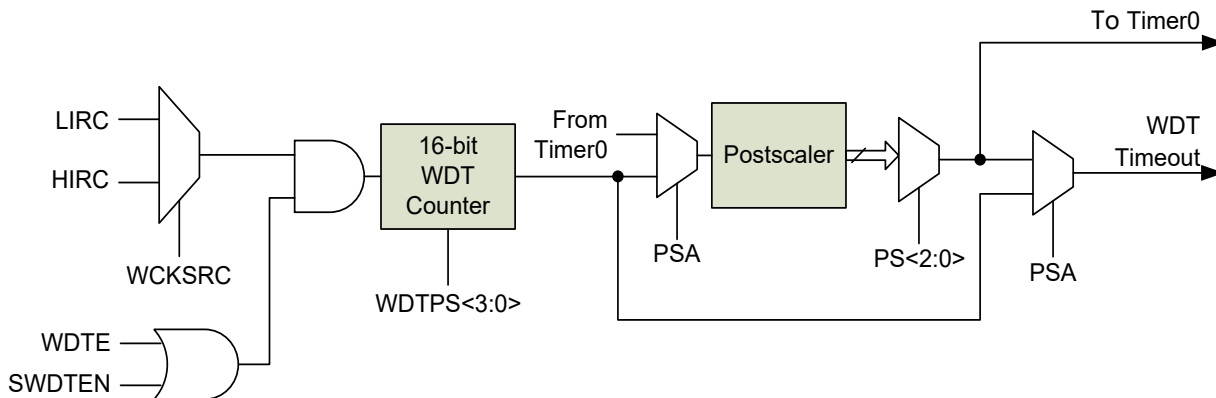 To Timer0
LIRC
HIRC
WCKSRC
WDTE
SWDTEN
16-bit
WDT
Counter
WDTPS<3:0>
From
Timer0
PSA
Postscaler
PS<2:0>
WDT
Timeout
PSA